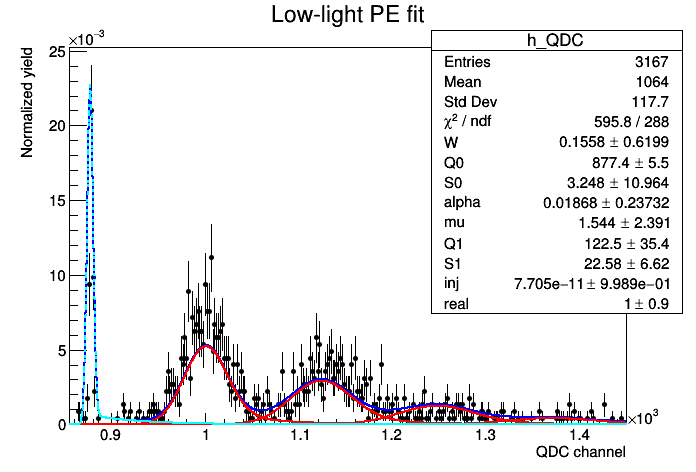 Low-light PE fit
×10⁻³
Normalized yield
25
20
15
10
5
0
0.9
1
1.1
1.2
1.3
1.4
×10³
QDC channel
h_QDC
Entries 3167
Mean 1064
Std Dev 117.7
χ² / ndf 595.8 / 288
W 0.1558 ± 0.6199
Q0 877.4 ± 5.5
S0 3.248 ± 10.964
alpha 0.01868 ± 0.23732
mu 1.544 ± 2.391
Q1 122.5 ± 35.4
S1 22.58 ± 6.62
inj 7.705e−11 ± 9.989e−01
real 1 ± 0.9